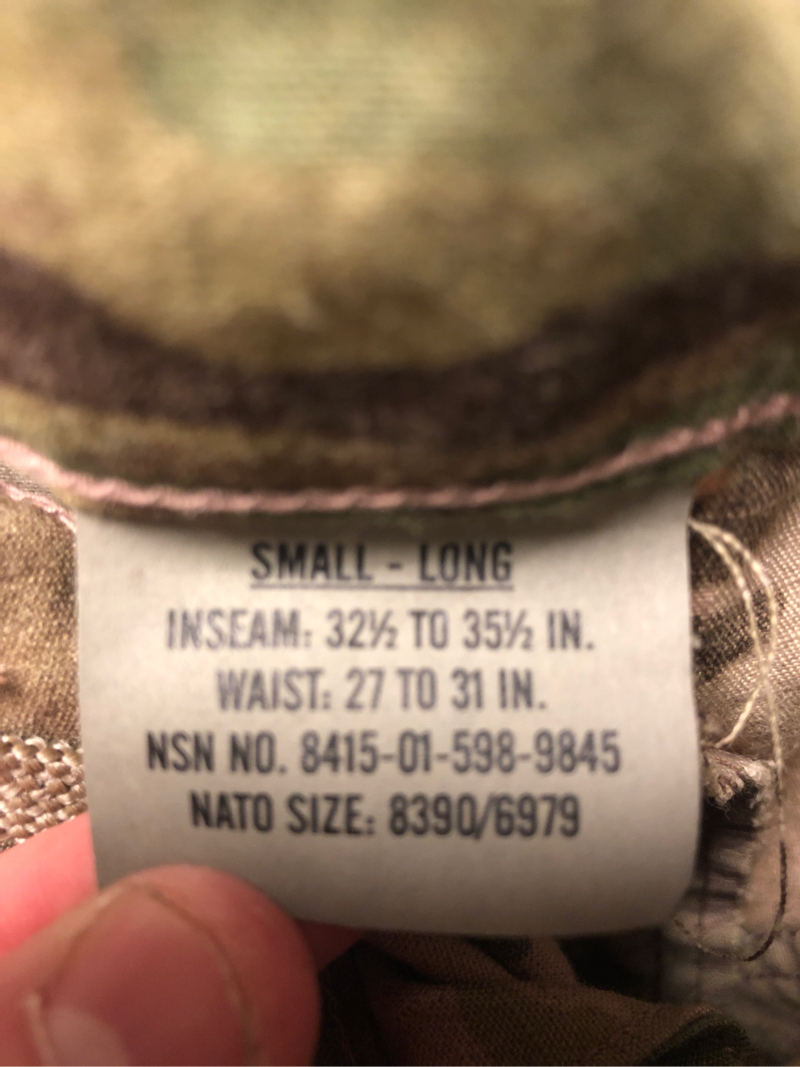 SMALL - LONG
INSEAM: 32½ TO 35½ IN.
WAIST: 27 TO 31 IN.
NSN NO. 8415-01-598-9845
NATO SIZE: 8390/6979